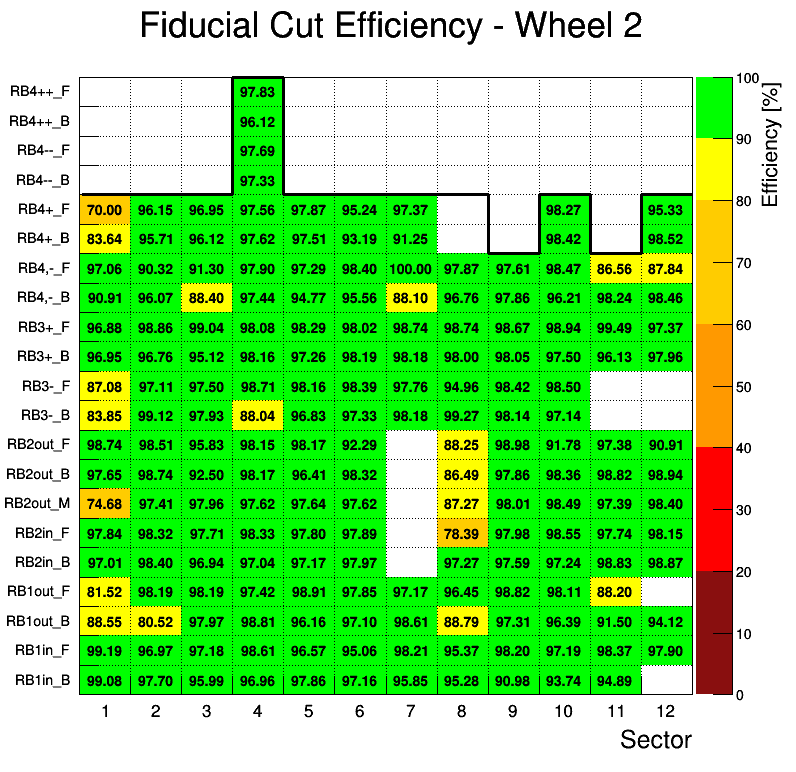 Fiducial Cut Efficiency - Wheel 2
RB4++_F 97.83
RB4++_B 96.12
RB4--_F 97.69
RB4--_B 97.33
RB4+_F 70.00 96.15 96.95 97.56 97.87 95.24 97.37 98.27 95.33
RB4+_B 83.64 95.71 96.12 97.62 97.51 93.19 91.25 98.42 98.52
RB4,-_F 97.06 90.32 91.30 97.90 97.29 98.40 100.00 97.87 97.61 98.47 86.56 87.84
RB4,-_B 90.91 96.07 88.40 97.44 94.77 95.56 88.10 96.76 97.86 96.21 98.24 98.46
RB3+_F 96.88 98.86 99.04 98.08 98.29 98.02 98.74 98.74 98.67 98.94 99.49 97.37
RB3+_B 96.95 96.76 95.12 98.16 97.26 98.19 98.18 98.00 98.05 97.50 96.13 97.96
RB3-_F 87.08 97.11 97.50 98.71 98.16 98.39 97.76 94.96 98.42 98.50
RB3-_B 83.85 99.12 97.93 88.04 96.83 97.33 98.18 99.27 98.14 97.14
RB2out_F 98.74 98.51 95.83 98.15 98.17 92.29 88.25 98.98 91.78 97.38 90.91
RB2out_B 97.65 98.74 92.50 98.17 96.41 98.32 86.49 97.86 98.36 98.82 98.94
RB2out_M 74.68 97.41 97.96 97.62 97.64 97.62 87.27 98.01 98.49 97.39 98.40
RB2in_F 97.84 98.32 97.71 98.33 97.80 97.89 78.39 97.98 98.55 97.74 98.15
RB2in_B 97.01 98.40 96.94 97.04 97.17 97.97 97.27 97.59 97.24 98.83 98.87
RB1out_F 81.52 98.19 98.19 97.42 98.91 97.85 97.17 96.45 98.82 98.11 88.20
RB1out_B 88.55 80.52 97.97 98.81 96.16 97.10 98.61 88.79 97.31 96.39 91.50 94.12
RB1in_F 99.19 96.97 97.18 98.61 96.57 95.06 98.21 95.37 98.20 97.19 98.37 97.90
RB1in_B 99.08 97.70 95.99 96.96 97.86 97.16 95.85 95.28 90.98 93.74 94.89
1 2 3 4 5 6 7 8 9 10 11 12
Sector
100
90
80
70
60
50
40
30
20
10
0
Efficiency [%]